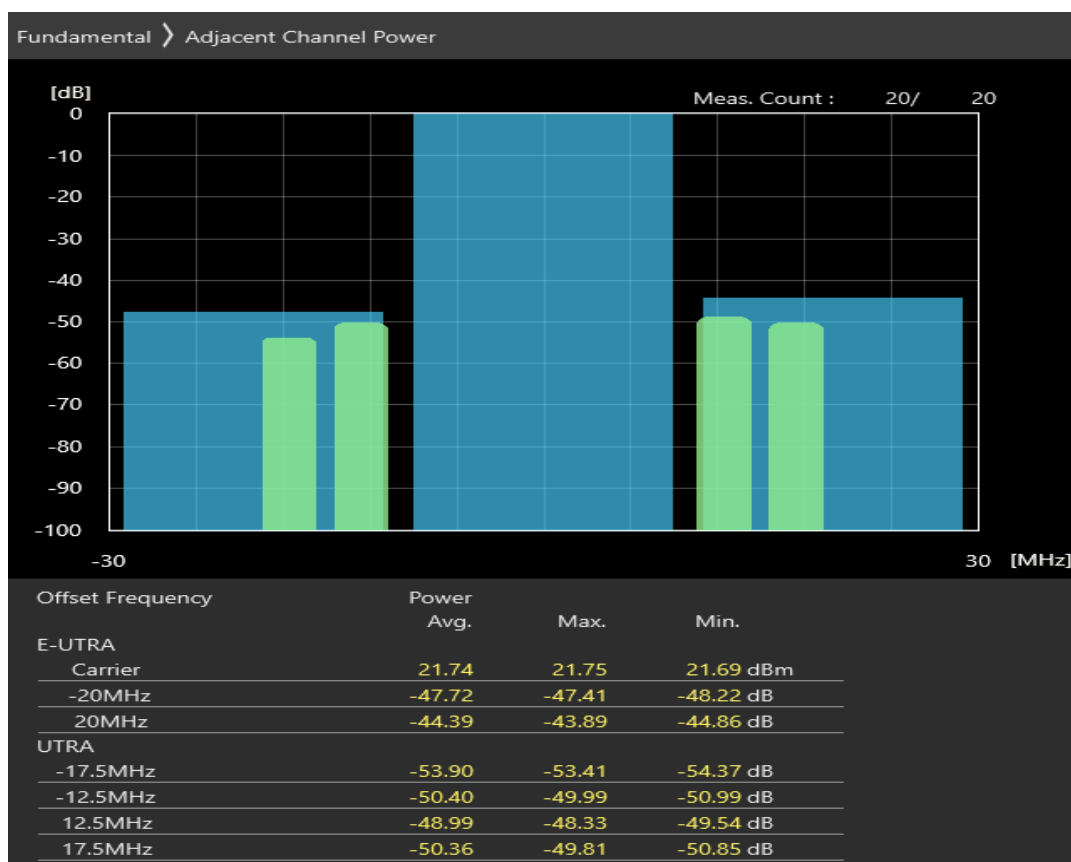 Fundamental ❯ Adjacent Channel Power
[dB]
Meas. Count : 20/ 20
0
-10
-20
-30
-40
-50
-60
-70
-80
-90
-100
-30 30 [MHz]
Offset Frequency Power
Avg. Max. Min.
E-UTRA
Carrier 21.74 21.75 21.69 dBm
-20MHz -47.72 -47.41 -48.22 dB
20MHz -44.39 -43.89 -44.86 dB
UTRA
-17.5MHz -53.90 -53.41 -54.37 dB
-12.5MHz -50.40 -49.99 -50.99 dB
12.5MHz -48.99 -48.33 -49.54 dB
17.5MHz -50.36 -49.81 -50.85 dB